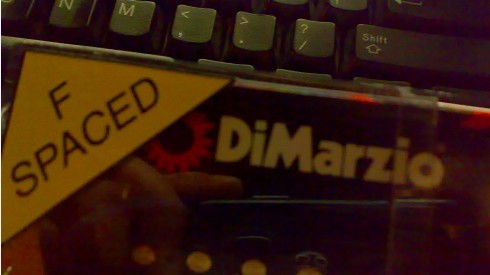 N M < , > . ? / Shift
F
SPACED
DiMarzio